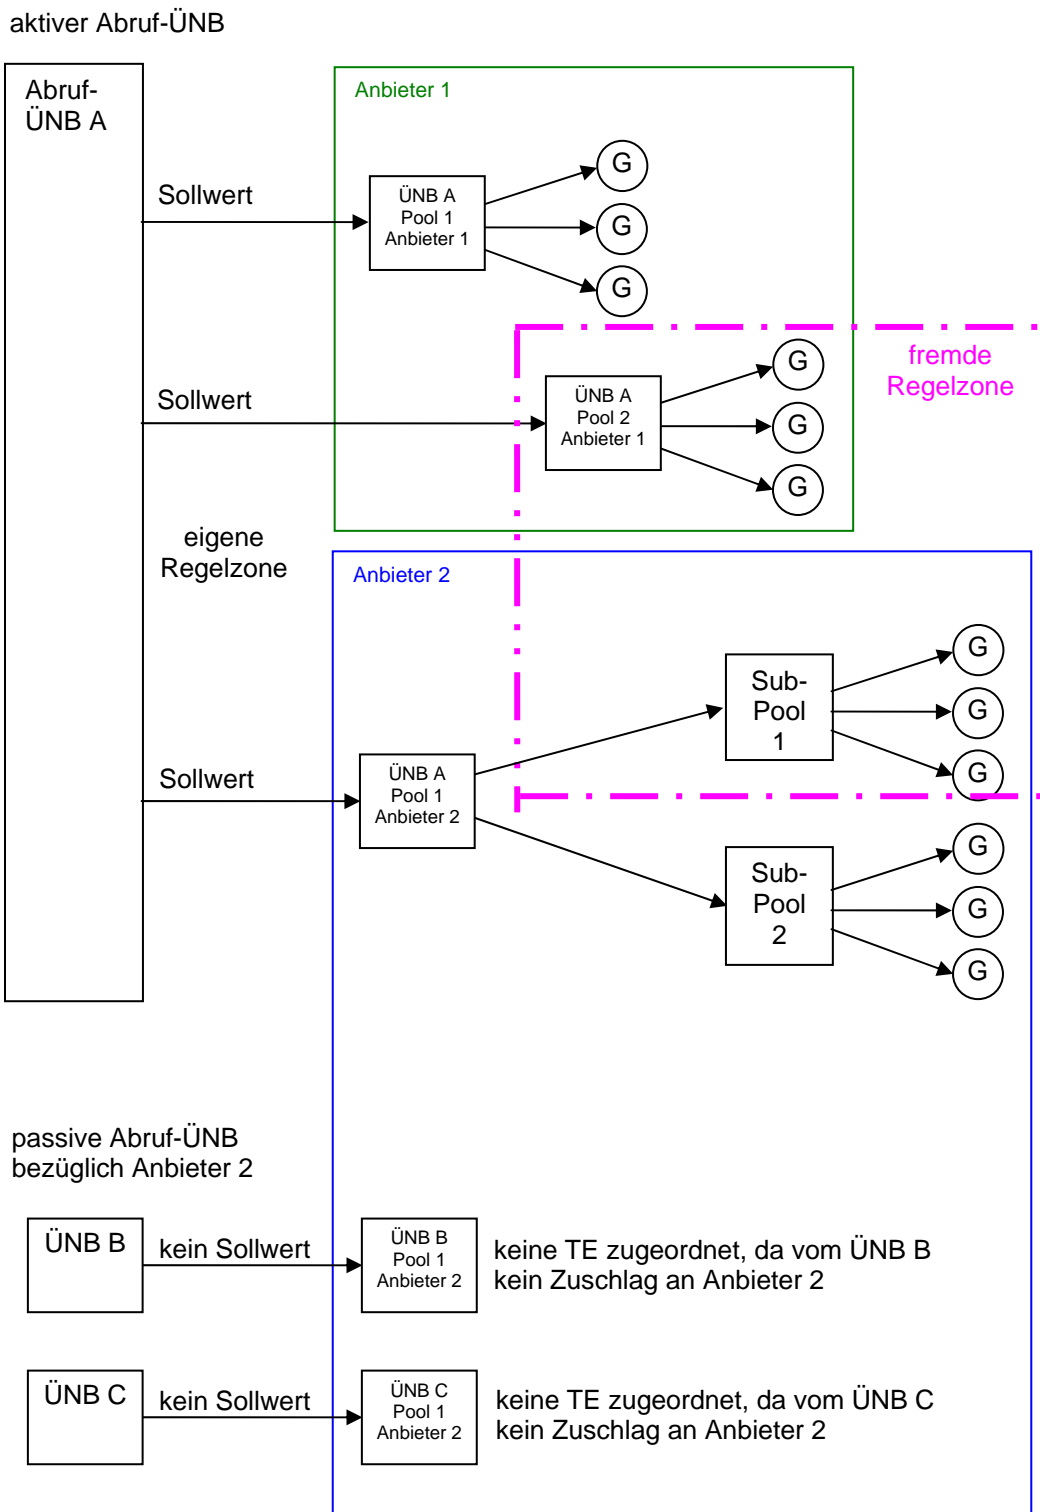 aktiver Abruf-ÜNB
Abruf-
ÜNB A
Anbieter 1
Sollwert
ÜNB A
Pool 1
Anbieter 1
G
G
G
fremde
Regelzone
Sollwert
ÜNB A
Pool 2
Anbieter 1
G
G
G
eigene
Regelzone
Anbieter 2
Sollwert
ÜNB A
Pool 1
Anbieter 2
Sub-
Pool
1
G
G
G
Sub-
Pool
2
G
G
G
passive Abruf-ÜNB
bezüglich Anbieter 2
ÜNB B
kein Sollwert
ÜNB B
Pool 1
Anbieter 2
keine TE zugeordnet, da vom ÜNB B
kein Zuschlag an Anbieter 2
ÜNB C
kein Sollwert
ÜNB C
Pool 1
Anbieter 2
keine TE zugeordnet, da vom ÜNB C
kein Zuschlag an Anbieter 2